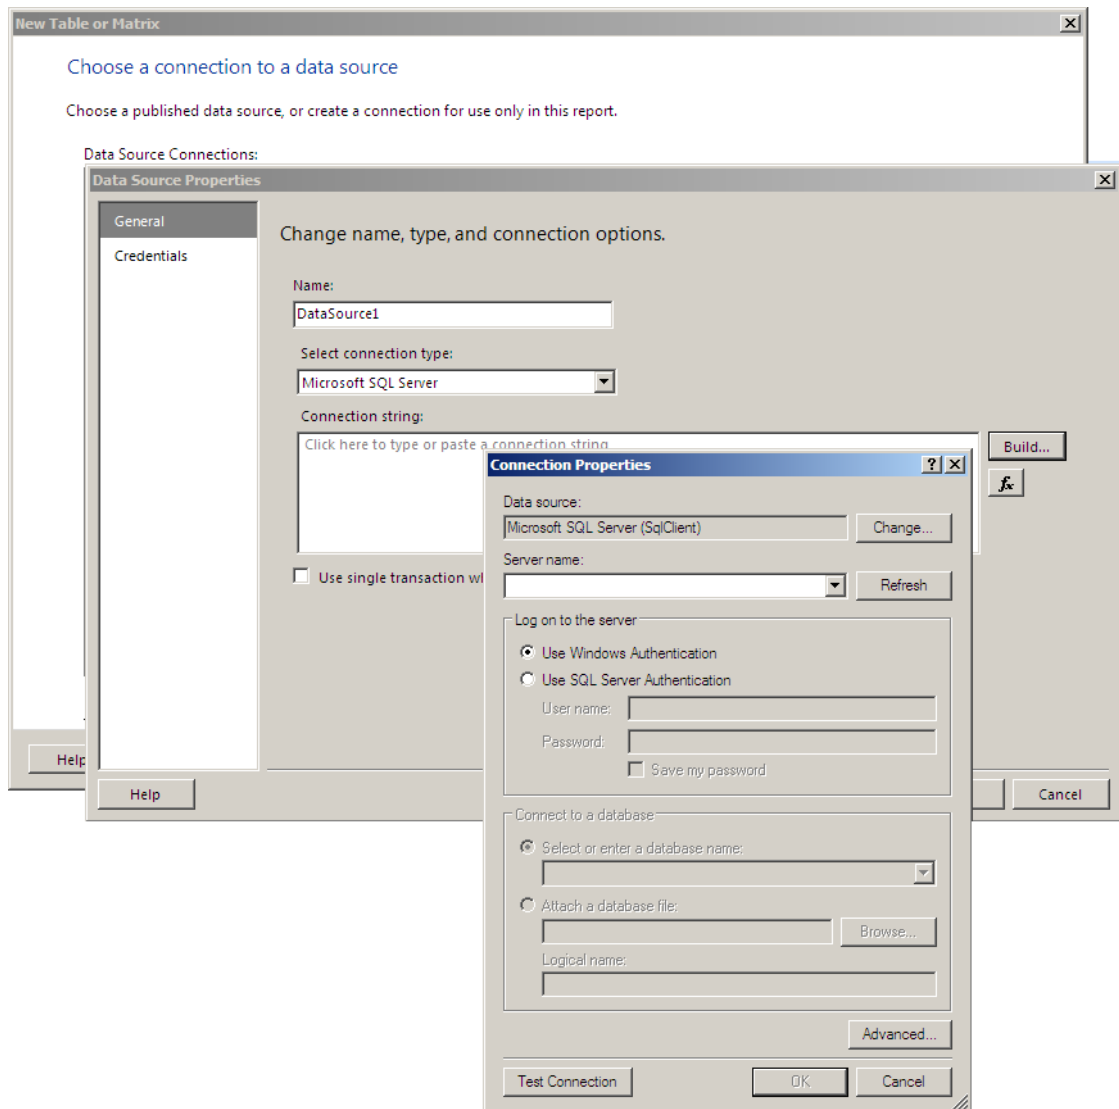 New Table or Matrix
Choose a connection to a data source
Choose a published data source, or create a connection for use only in this report.
Data Source Connections:
Data Source Properties
General
Credentials
Change name, type, and connection options.
Name:
DataSource1
Select connection type:
Microsoft SQL Server
Connection string:
Click here to type or paste a connection string
Build...
fx
Use single transaction
Help
Help
Cancel
Connection Properties
Data source:
Microsoft SQL Server (SqlClient)
Change...
Server name:
Refresh
Log on to the server
Use Windows Authentication
Use SQL Server Authentication
User name:
Password:
Save my password
Connect to a database
Select or enter a database name:
Attach a database file:
Browse...
Logical name:
Advanced...
Test Connection
OK
Cancel